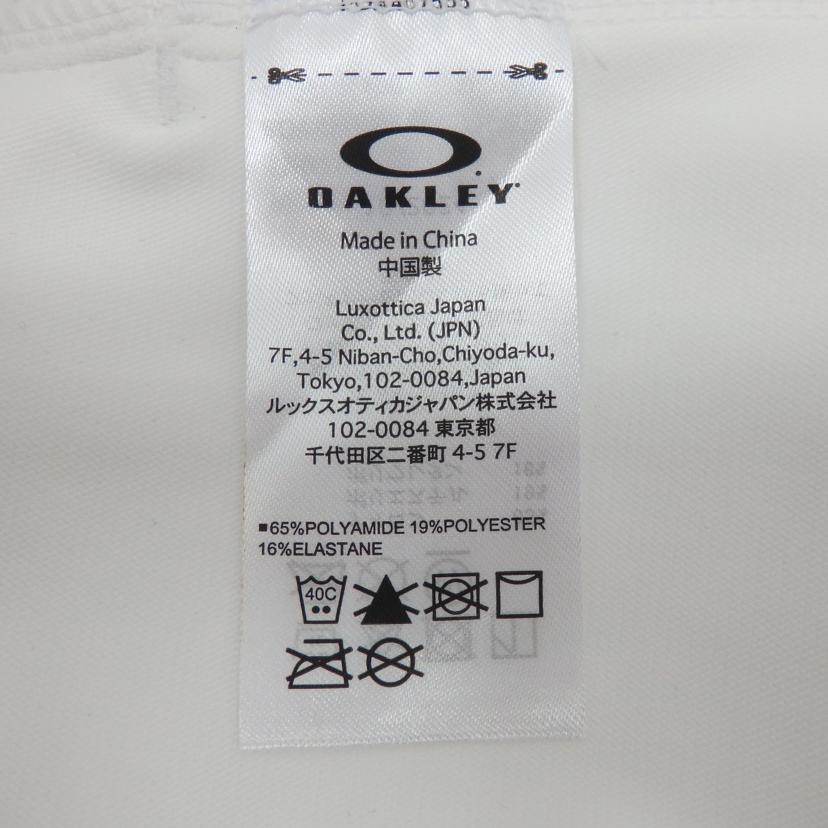 OAKLEY
Made in China
中国製
Luxottica Japan
Co., Ltd. (JPN)
7F,4-5 Niban-Cho,Chiyoda-ku,
Tokyo,102-0084,Japan
ルックスオティカジャパン株式会社
102-0084 東京都
千代田区二番町 4-5 7F
■65%POLYAMIDE 19%POLYESTER
16%ELASTANE
40C